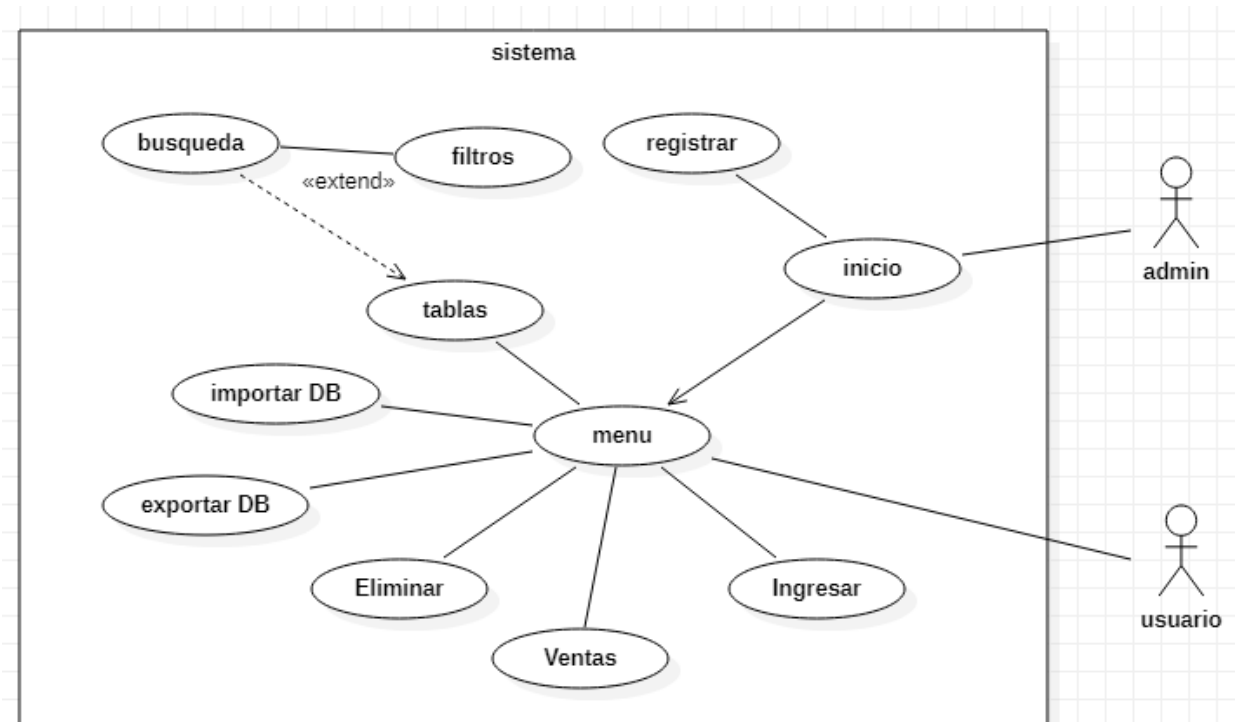 sistema
busqueda
filtros
registrar
«extend»
inicio
admin
tablas
importar DB
menu
exportar DB
Eliminar
Ingresar
usuario
Ventas